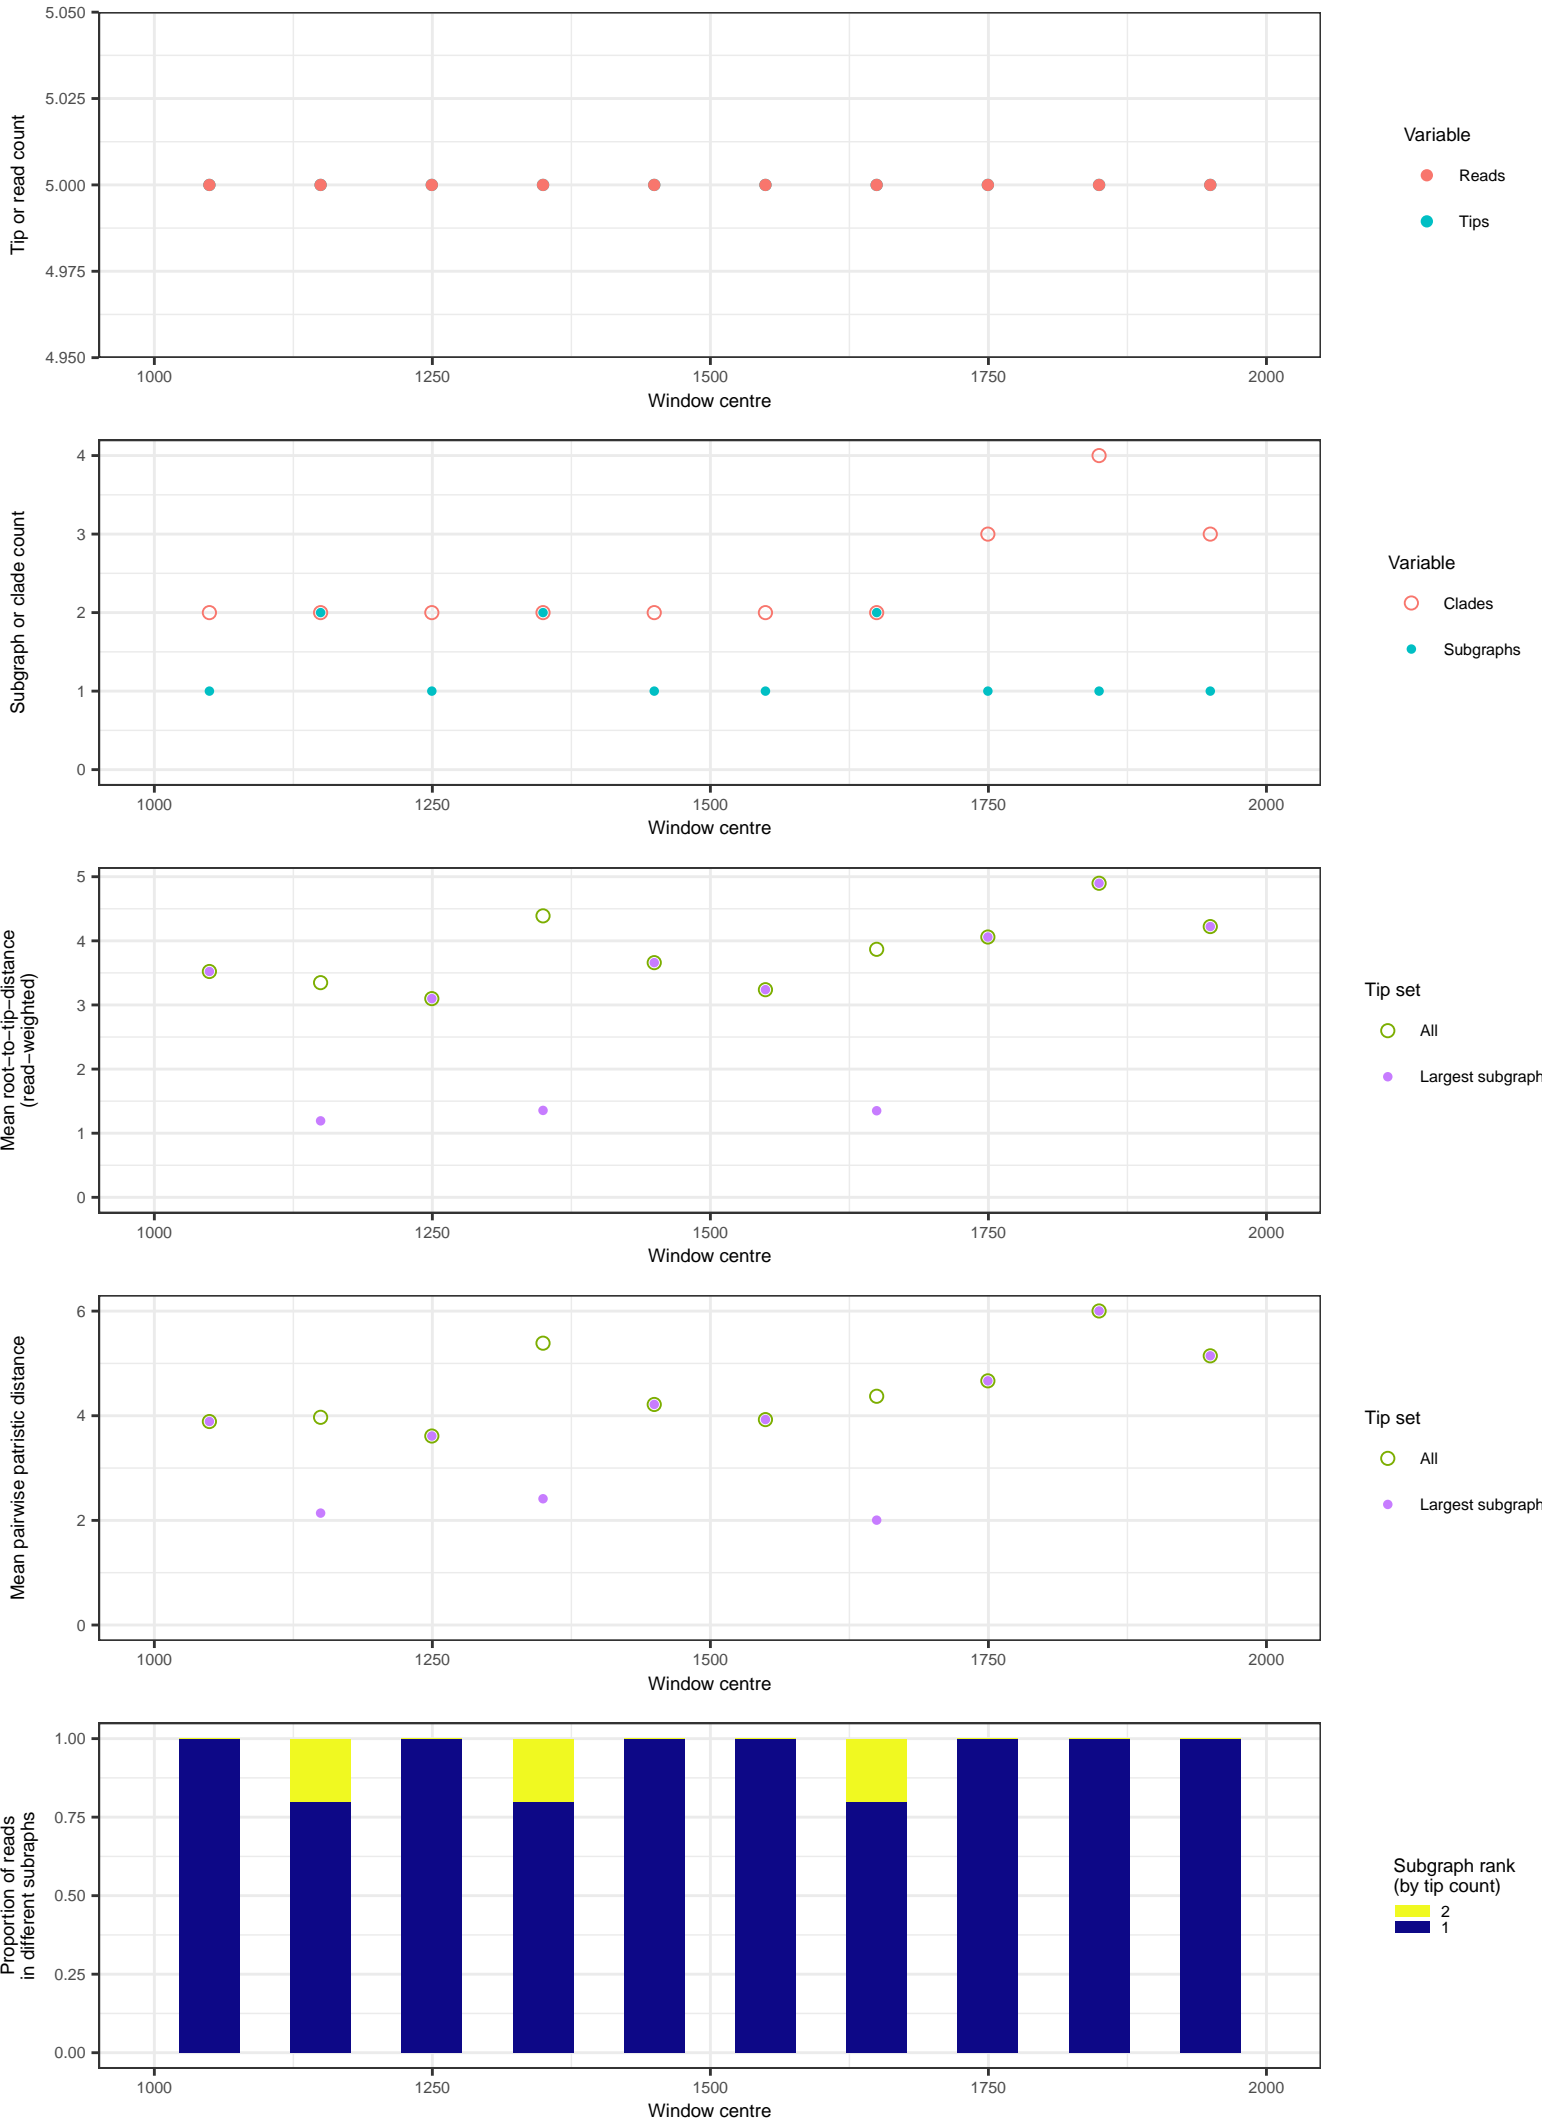 5.050
5.025
5.000
4.975
4.950
Tip or read count
1000 1250 1500 1750 2000
Window centre
Variable
Reads
Tips
4
3
2
1
0
Subgraph or clade count
1000 1250 1500 1750 2000
Window centre
Variable
Clades
Subgraphs
5
4
3
2
1
0
Mean root−to−tip−distance
(read−weighted)
1000 1250 1500 1750 2000
Window centre
Tip set
All
Largest subgraph
6
4
2
0
Mean pairwise patristic distance
1000 1250 1500 1750 2000
Window centre
Tip set
All
Largest subgraph
1.00
0.75
0.50
0.25
0.00
Proportion of reads
in different subraphs
1000 1250 1500 1750 2000
Window centre
Subgraph rank
(by tip count)
2
1